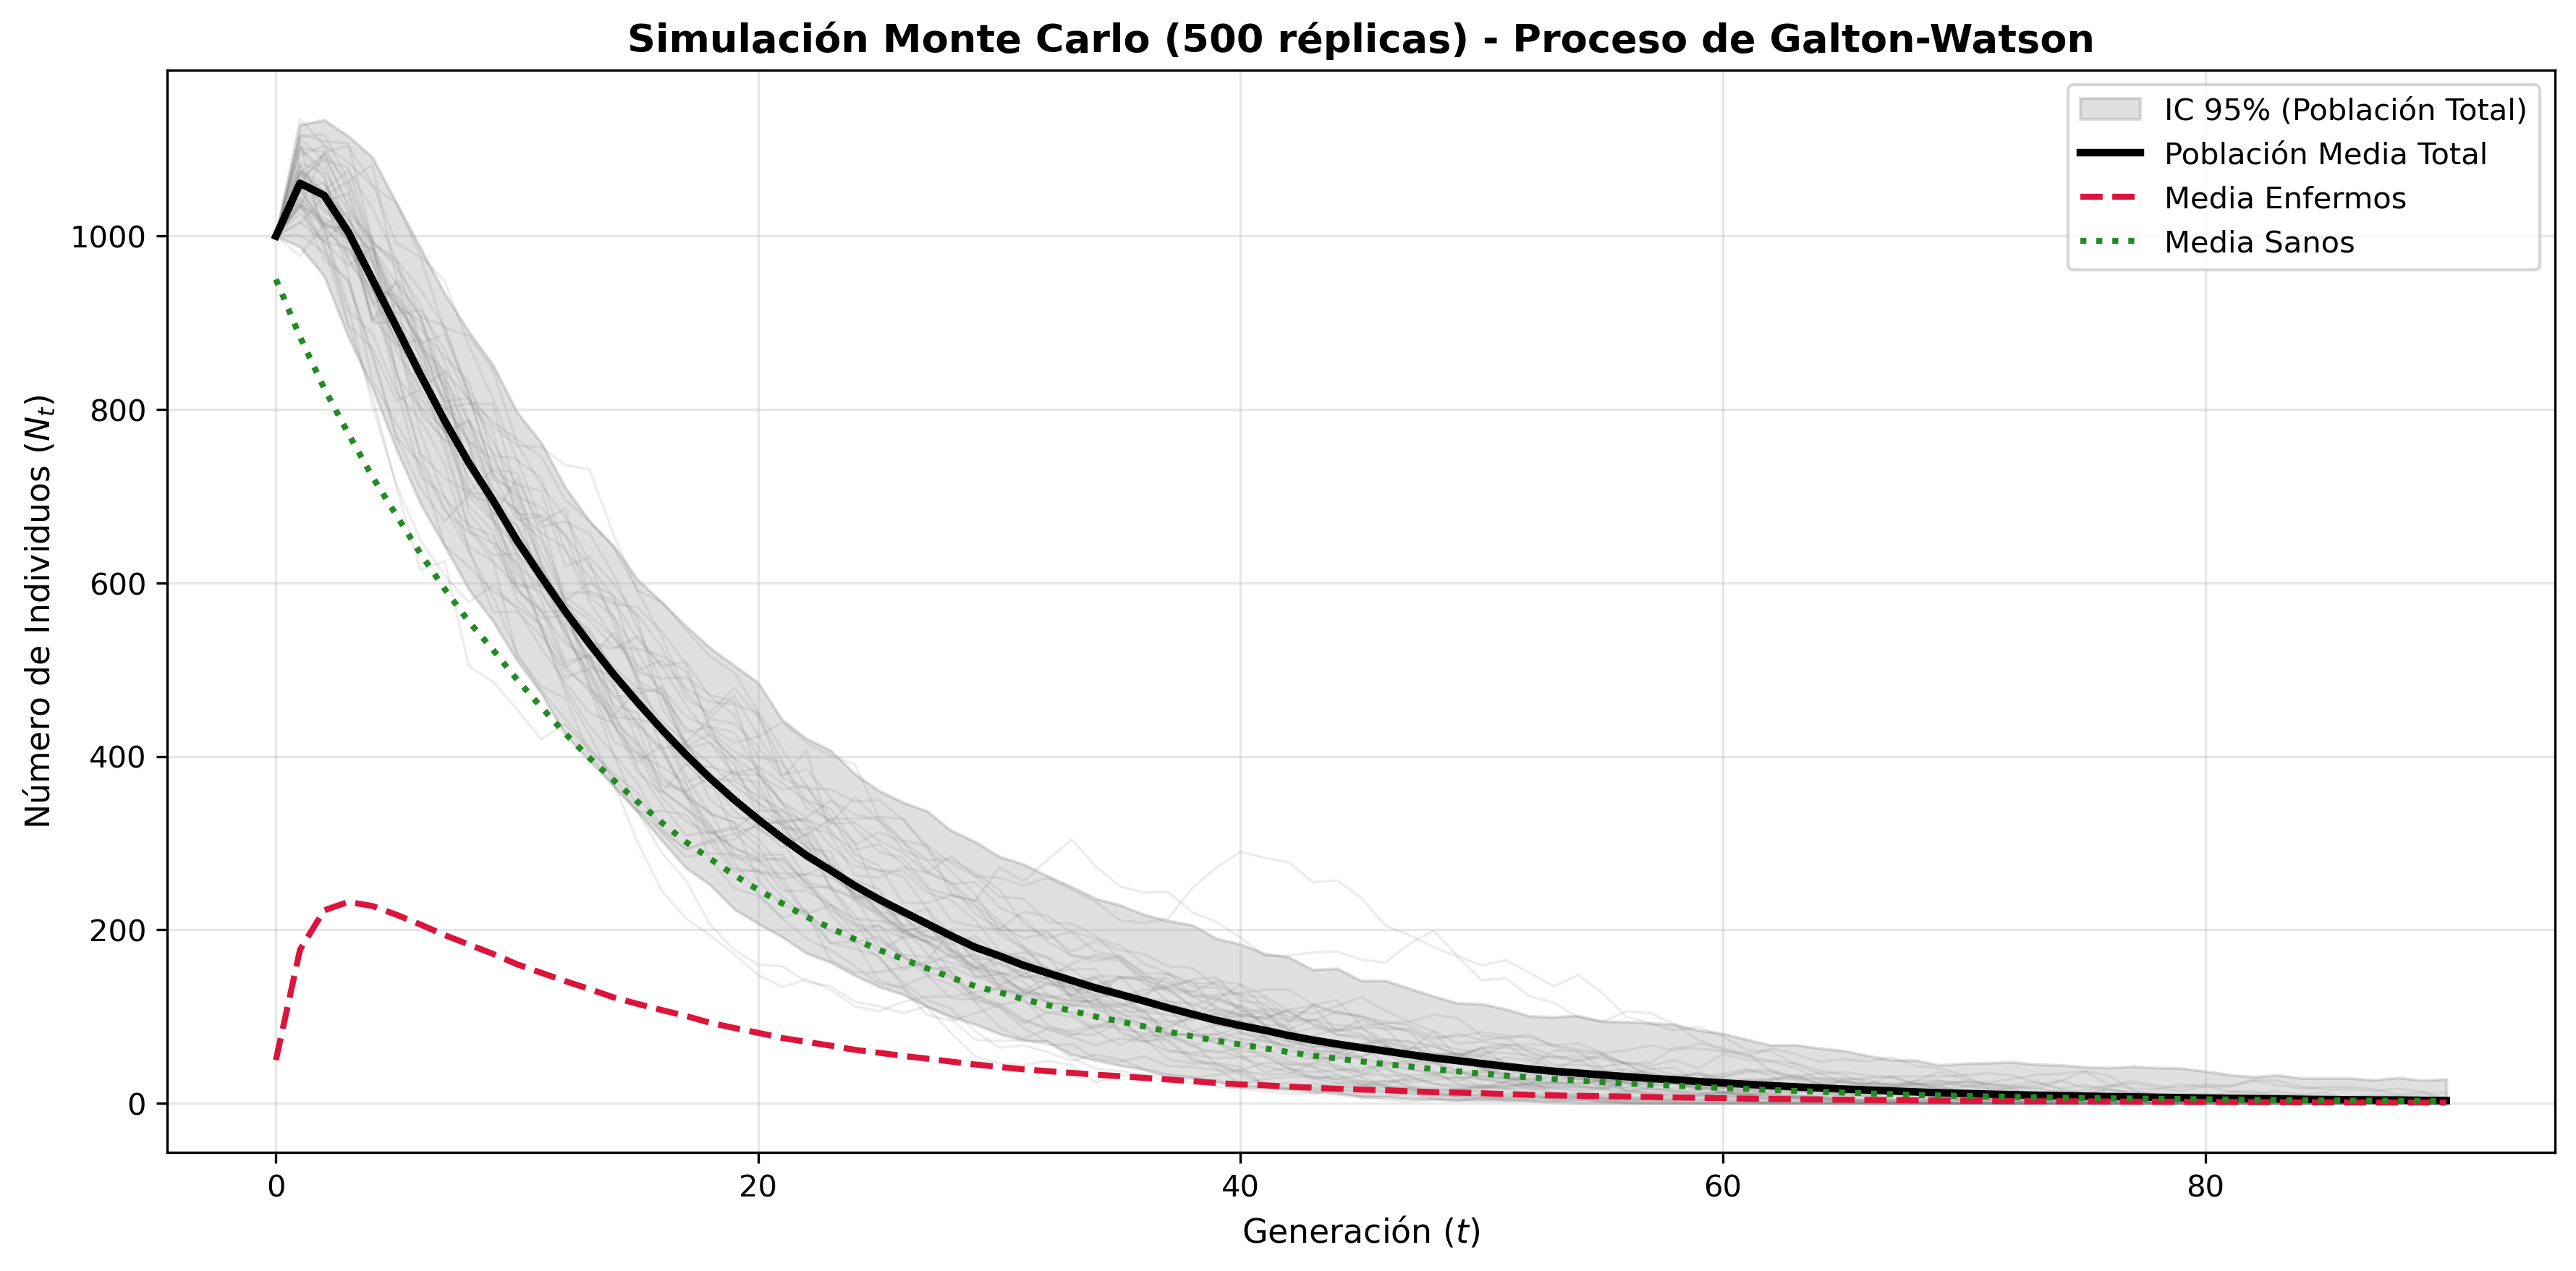 Simulación Monte Carlo (500 réplicas) - Proceso de Galton-Watson
IC 95% (Población Total)
Población Media Total
Media Enfermos
Media Sanos
Número de Individuos (Nₜ)
1000
800
600
400
200
0
0 20 40 60 80
Generación (t)